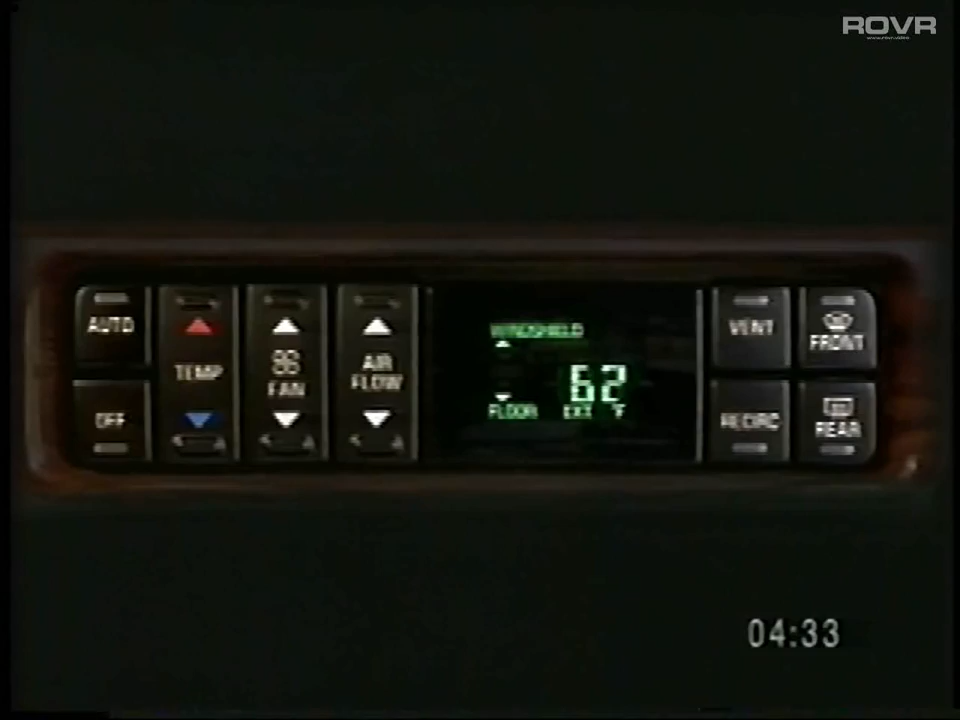 ROVR
AUTO
OFF
TEMP
FAN
AIR
FLOW
WINDSHIELD
62
FLOOR EXT °F
VENT
RECIRC
FRONT
REAR
04:33